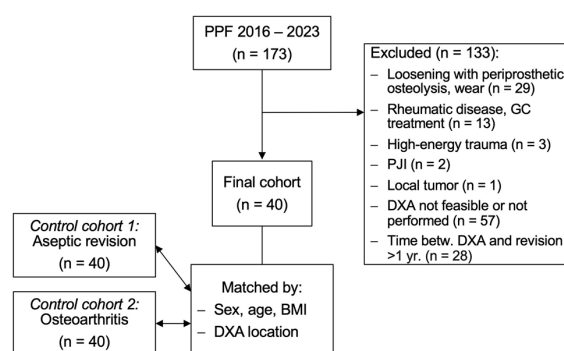 PPF 2016 – 2023
(n = 173)
Excluded (n = 133):
– Loosening with periprosthetic
osteolysis, wear (n = 29)
– Rheumatic disease, GC
treatment (n = 13)
– High-energy trauma (n = 3)
– PJI (n = 2)
– Local tumor (n = 1)
– DXA not feasible or not
performed (n = 57)
– Time betw. DXA and revision
>1 yr. (n = 28)
Final cohort
(n = 40)
Control cohort 1:
Aseptic revision
(n = 40)
Control cohort 2:
Osteoarthritis
(n = 40)
Matched by:
– Sex, age, BMI
– DXA location